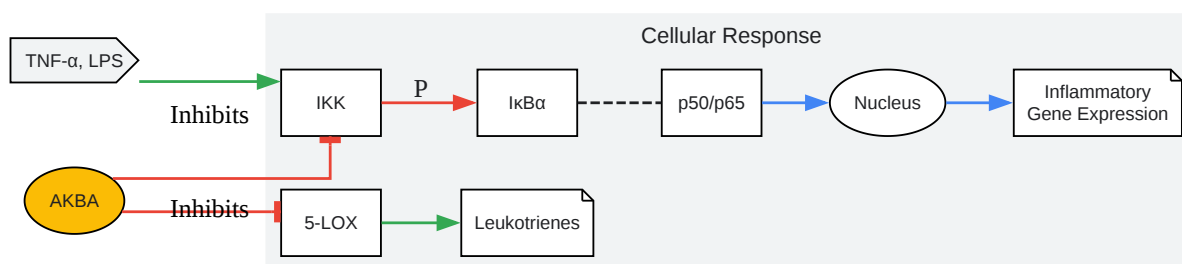 Cellular Response
TNF-α, LPS
Inhibits
IKK
P
IκBα
p50/p65
Nucleus
Inflammatory
Gene Expression
AKBA
Inhibits
5-LOX
Leukotrienes